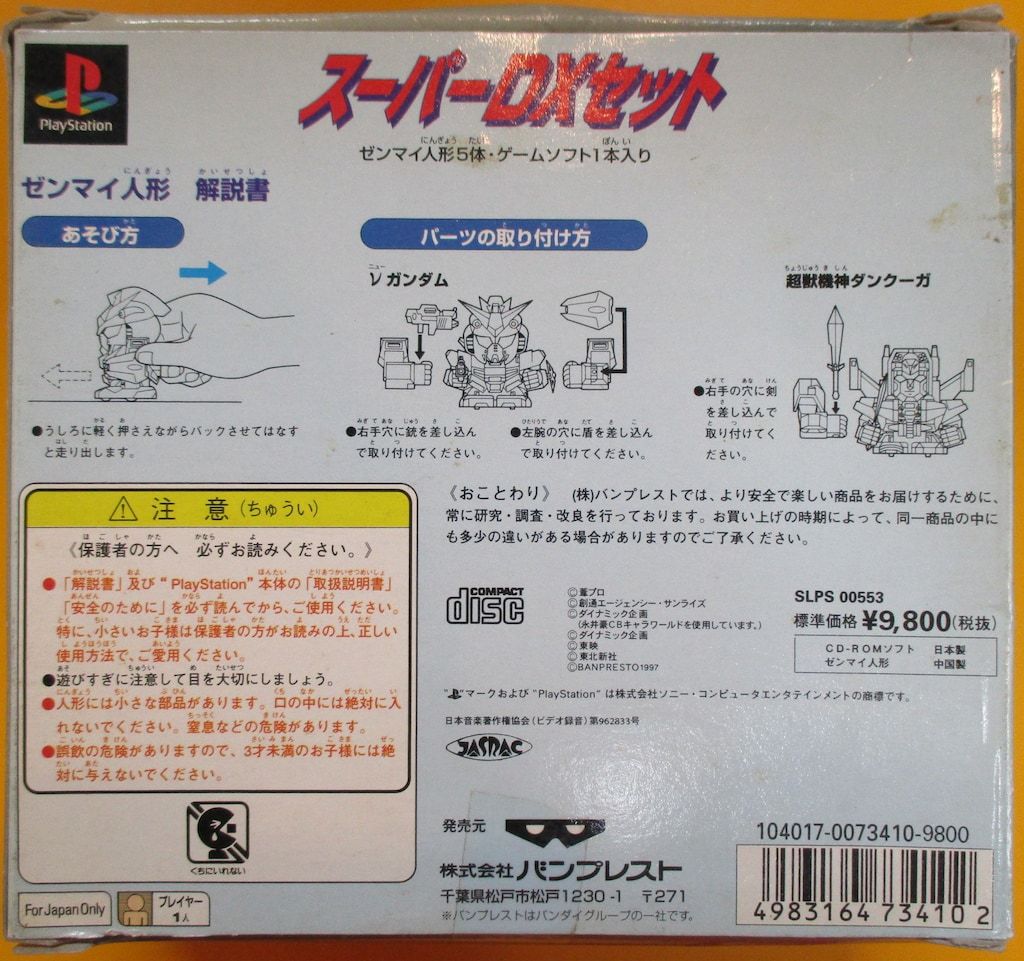 PlayStation
スーパーDXセット
ゼンマイ人形5体・ゲームソフト1本入り
ゼンマイ人形 解説書
あそび方
パーツの取り付け方
νガンダム
超獣機神ダンクーガ
●うしろに軽く押さえながらバックさせてはなす
と走り出します。
●右手穴に銃を差し込ん
で取り付けてください。
●左腕の穴に盾を差し込ん
で取り付けてください。
●右手の穴に剣
を差し込んで
取り付けてく
ださい。
⚠ 注 意(ちゅうい)
《保護者の方へ 必ずお読みください。》
●「解説書」及び“PlayStation”本体の「取扱説明書」
「安全のために」を必ず読んでから、ご使用ください。
特に、小さいお子様は保護者の方がお読みの上、正しい
使用方法で、ご愛用ください。
●遊びすぎに注意して目を大切にしましょう。
●人形には小さな部品があります。口の中には絶対に入
れないでください。窒息などの危険があります。
●誤飲の危険がありますので、3才未満のお子様には絶
対に与えないでください。
くちにいれない
For Japan Only
プレイヤー
1人
《おことわり》 (株)バンプレストでは、より安全で楽しい商品をお届けするために、
常に研究・調査・改良を行っております。お買い上げの時期によって、同一商品の中に
も多少の違いがある場合がありますのでご了承ください。
COMPACT
disc
©葦プロ
©創通エージェンシー・サンライズ
©ダイナミック企画
(永井豪CBキャラワールドを使用しています。)
©ダイナミック企画
©東映
©東北新社
©BANPRESTO1997
SLPS 00553
標準価格 ¥9,800(税抜)
CD-ROMソフト 日本製
ゼンマイ人形 中国製
“ ”マークおよび“PlayStation”は株式会社ソニー・コンピュータエンタテインメントの商標です。
日本音楽著作権協会(ビデオ録音)第962833号
JASRAC
発売元
株式会社バンプレスト
千葉県松戸市松戸1230-1 〒271
※バンプレストはバンダイグループの一社です。
104017-0073410-9800
4983164 734102